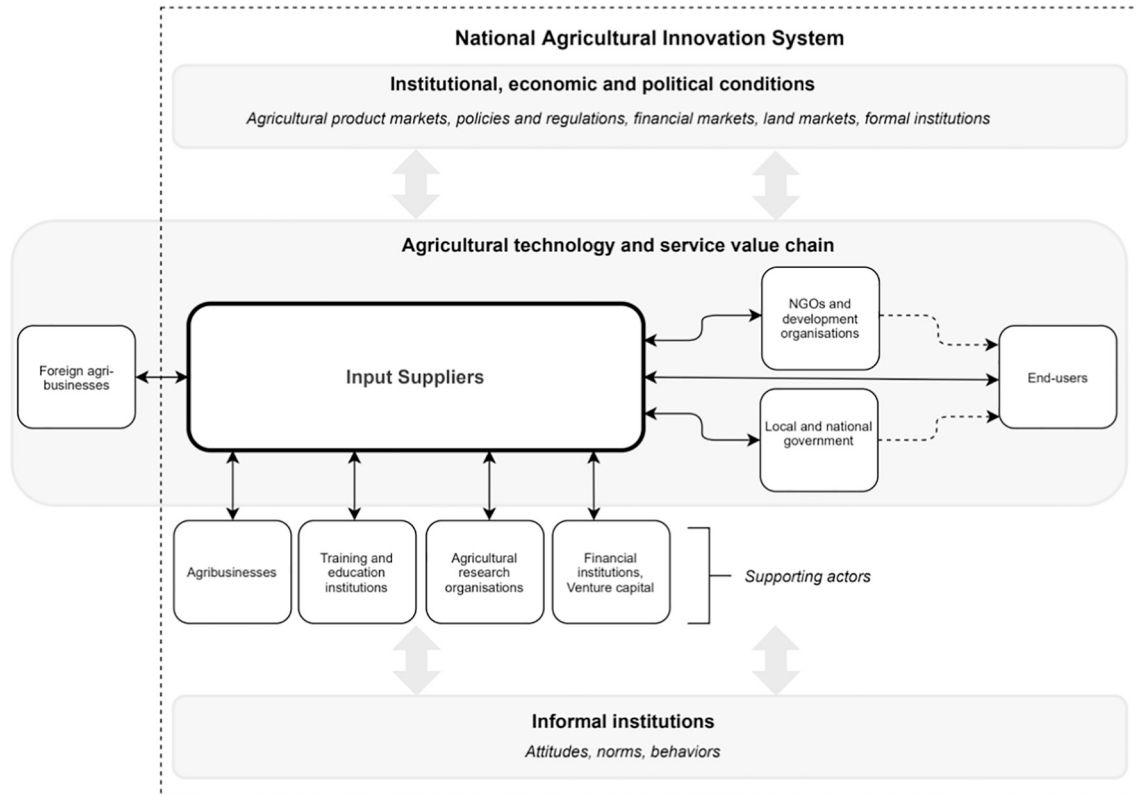 National Agricultural Innovation System
Institutional, economic and political conditions
Agricultural product markets, policies and regulations, financial markets, land markets, formal institutions
Agricultural technology and service value chain
Foreign agri-
businesses
Input Suppliers
NGOs and
development
organisations
Local and national
government
End-users
Agribusinesses
Training and
education
institutions
Agricultural
research
organisations
Financial
institutions,
Venture capital
Supporting actors
Informal institutions
Attitudes, norms, behaviors